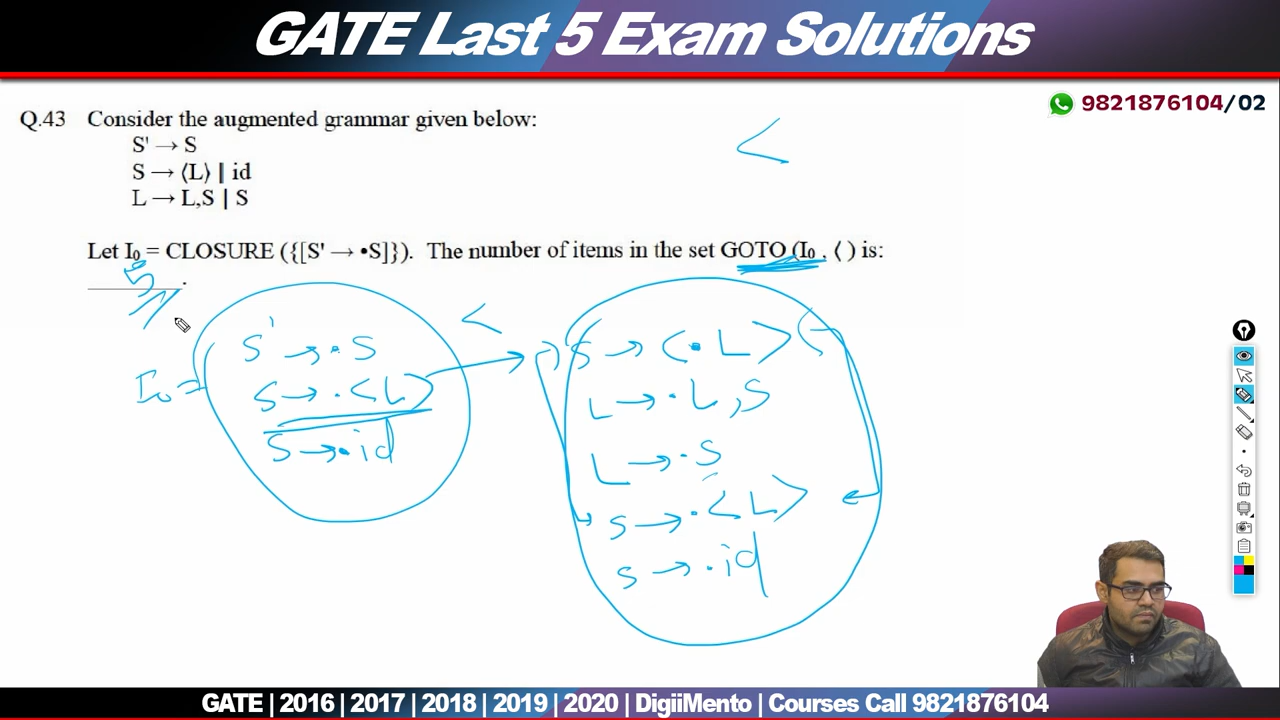 GATE Last 5 Exam Solutions
9821876104/02
Q.43 Consider the augmented grammar given below:
S' → S
S → ⟨L⟩ || id
L → L,S | S
Let I₀ = CLOSURE ({[S' → •S]}). The number of items in the set GOTO (I₀ , ⟨ ) is:
________.
<
5
I₀ =
S' → . S
S → . < L >
S → . id
<
S → < . L >
L → . L , S
L → . S
S → . < L >
S → . id
GATE | 2016 | 2017 | 2018 | 2019 | 2020 | DigiiMento | Courses Call 9821876104